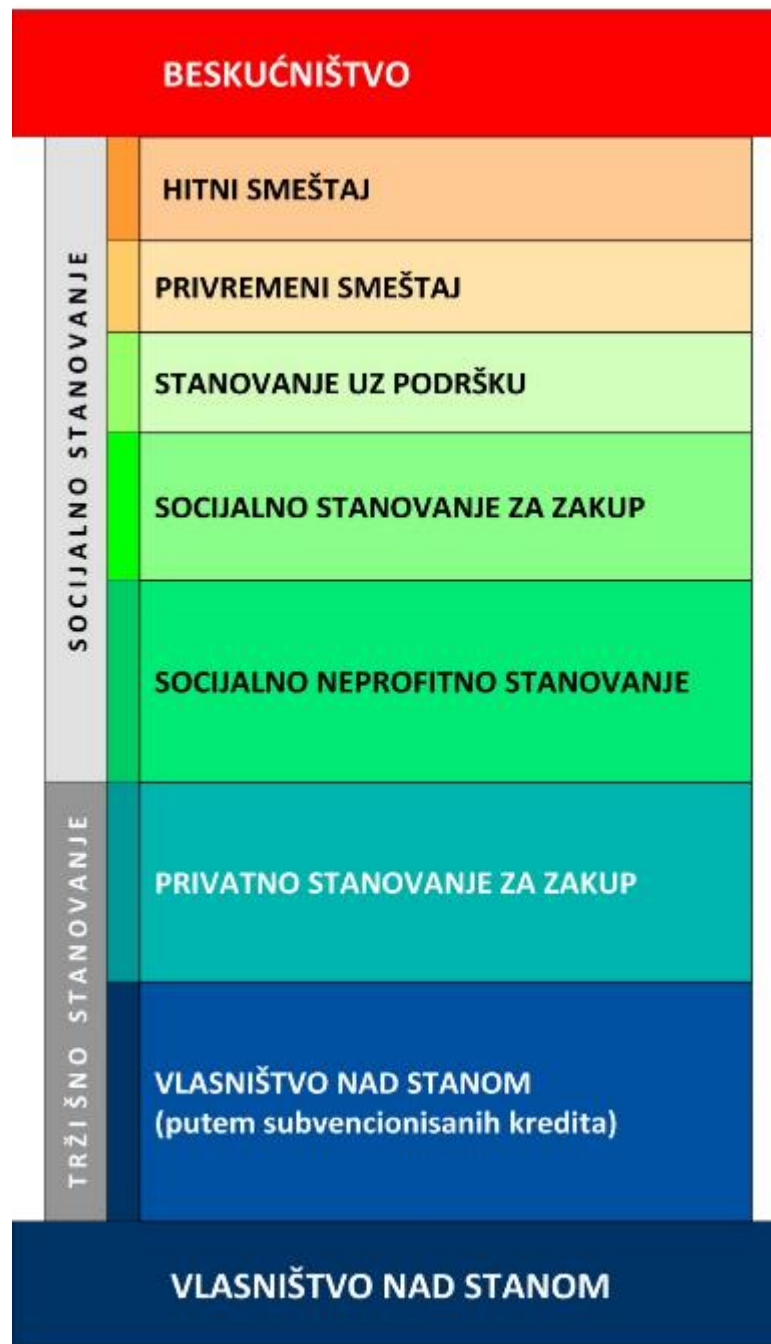 BESKUĆNIŠTVO
SOCIJALNO STANOVANJE
HITNI SMEŠTAJ
PRIVREMENI SMEŠTAJ
STANOVANJE UZ PODRŠKU
SOCIJALNO STANOVANJE ZA ZAKUP
SOCIJALNO NEPROFITNO STANOVANJE
TRŽIŠNO STANOVANJE
PRIVATNO STANOVANJE ZA ZAKUP
VLASNIŠTVO NAD STANOM
(putem subvencionisanih kredita)
VLASNIŠTVO NAD STANOM